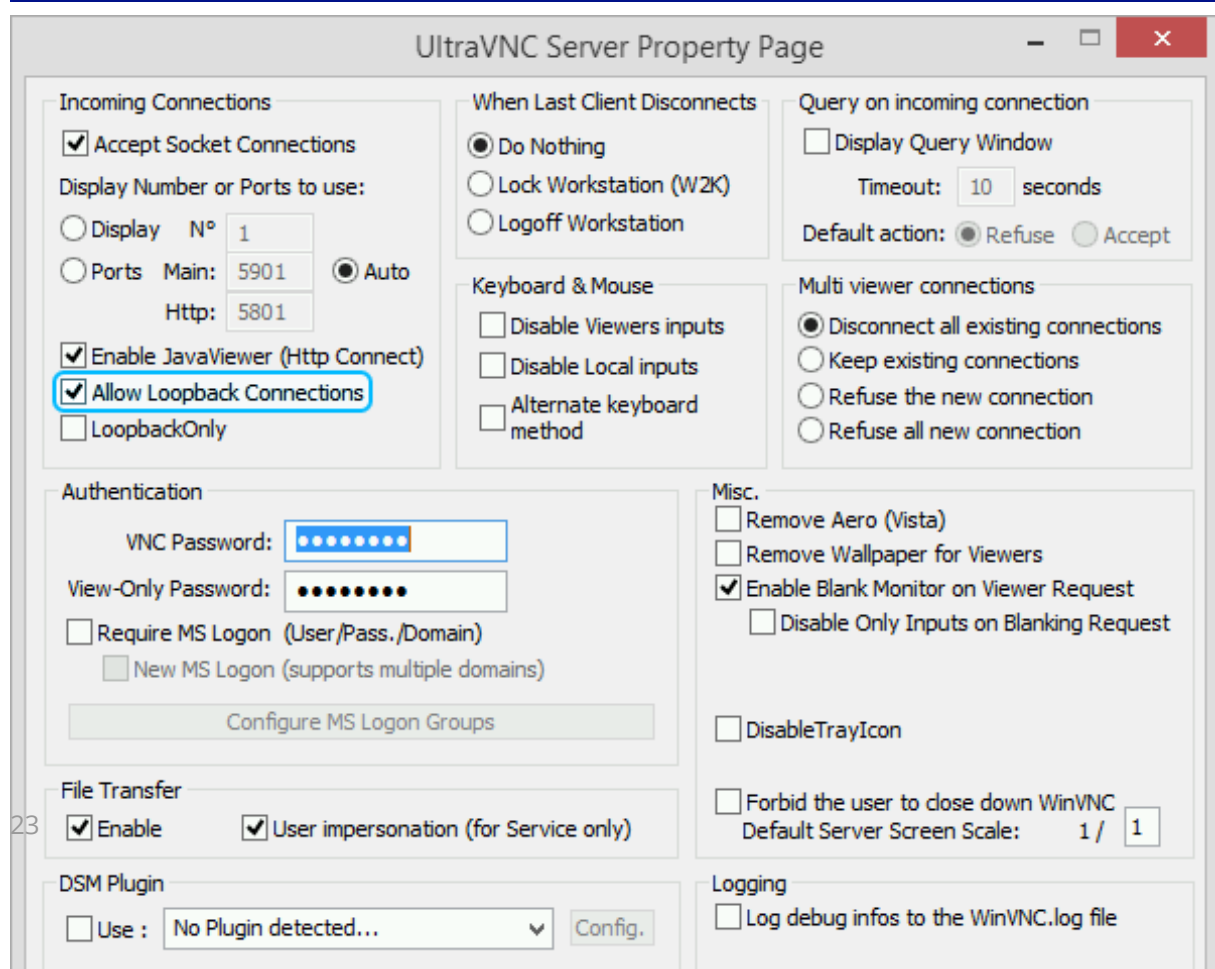 UltraVNC Server Property Page
Incoming Connections
Accept Socket Connections
Display Number or Ports to use:
Display N° 1
Ports Main: 5901 Auto
Http: 5801
Enable JavaViewer (Http Connect)
Allow Loopback Connections
LoopbackOnly
When Last Client Disconnects
Do Nothing
Lock Workstation (W2K)
Logoff Workstation
Keyboard & Mouse
Disable Viewers inputs
Disable Local inputs
Alternate keyboard
method
Query on incoming connection
Display Query Window
Timeout: 10 seconds
Default action: Refuse Accept
Multi viewer connections
Disconnect all existing connections
Keep existing connections
Refuse the new connection
Refuse all new connection
Authentication
VNC Password:
View-Only Password:
Require MS Logon (User/Pass./Domain)
New MS Logon (supports multiple domains)
Configure MS Logon Groups
Misc.
Remove Aero (Vista)
Remove Wallpaper for Viewers
Enable Blank Monitor on Viewer Request
Disable Only Inputs on Blanking Request
DisableTrayIcon
Forbid the user to close down WinVNC
Default Server Screen Scale: 1 / 1
File Transfer
23
Enable User impersonation (for Service only)
DSM Plugin
Use : No Plugin detected... Config.
Logging
Log debug infos to the WinVNC.log file